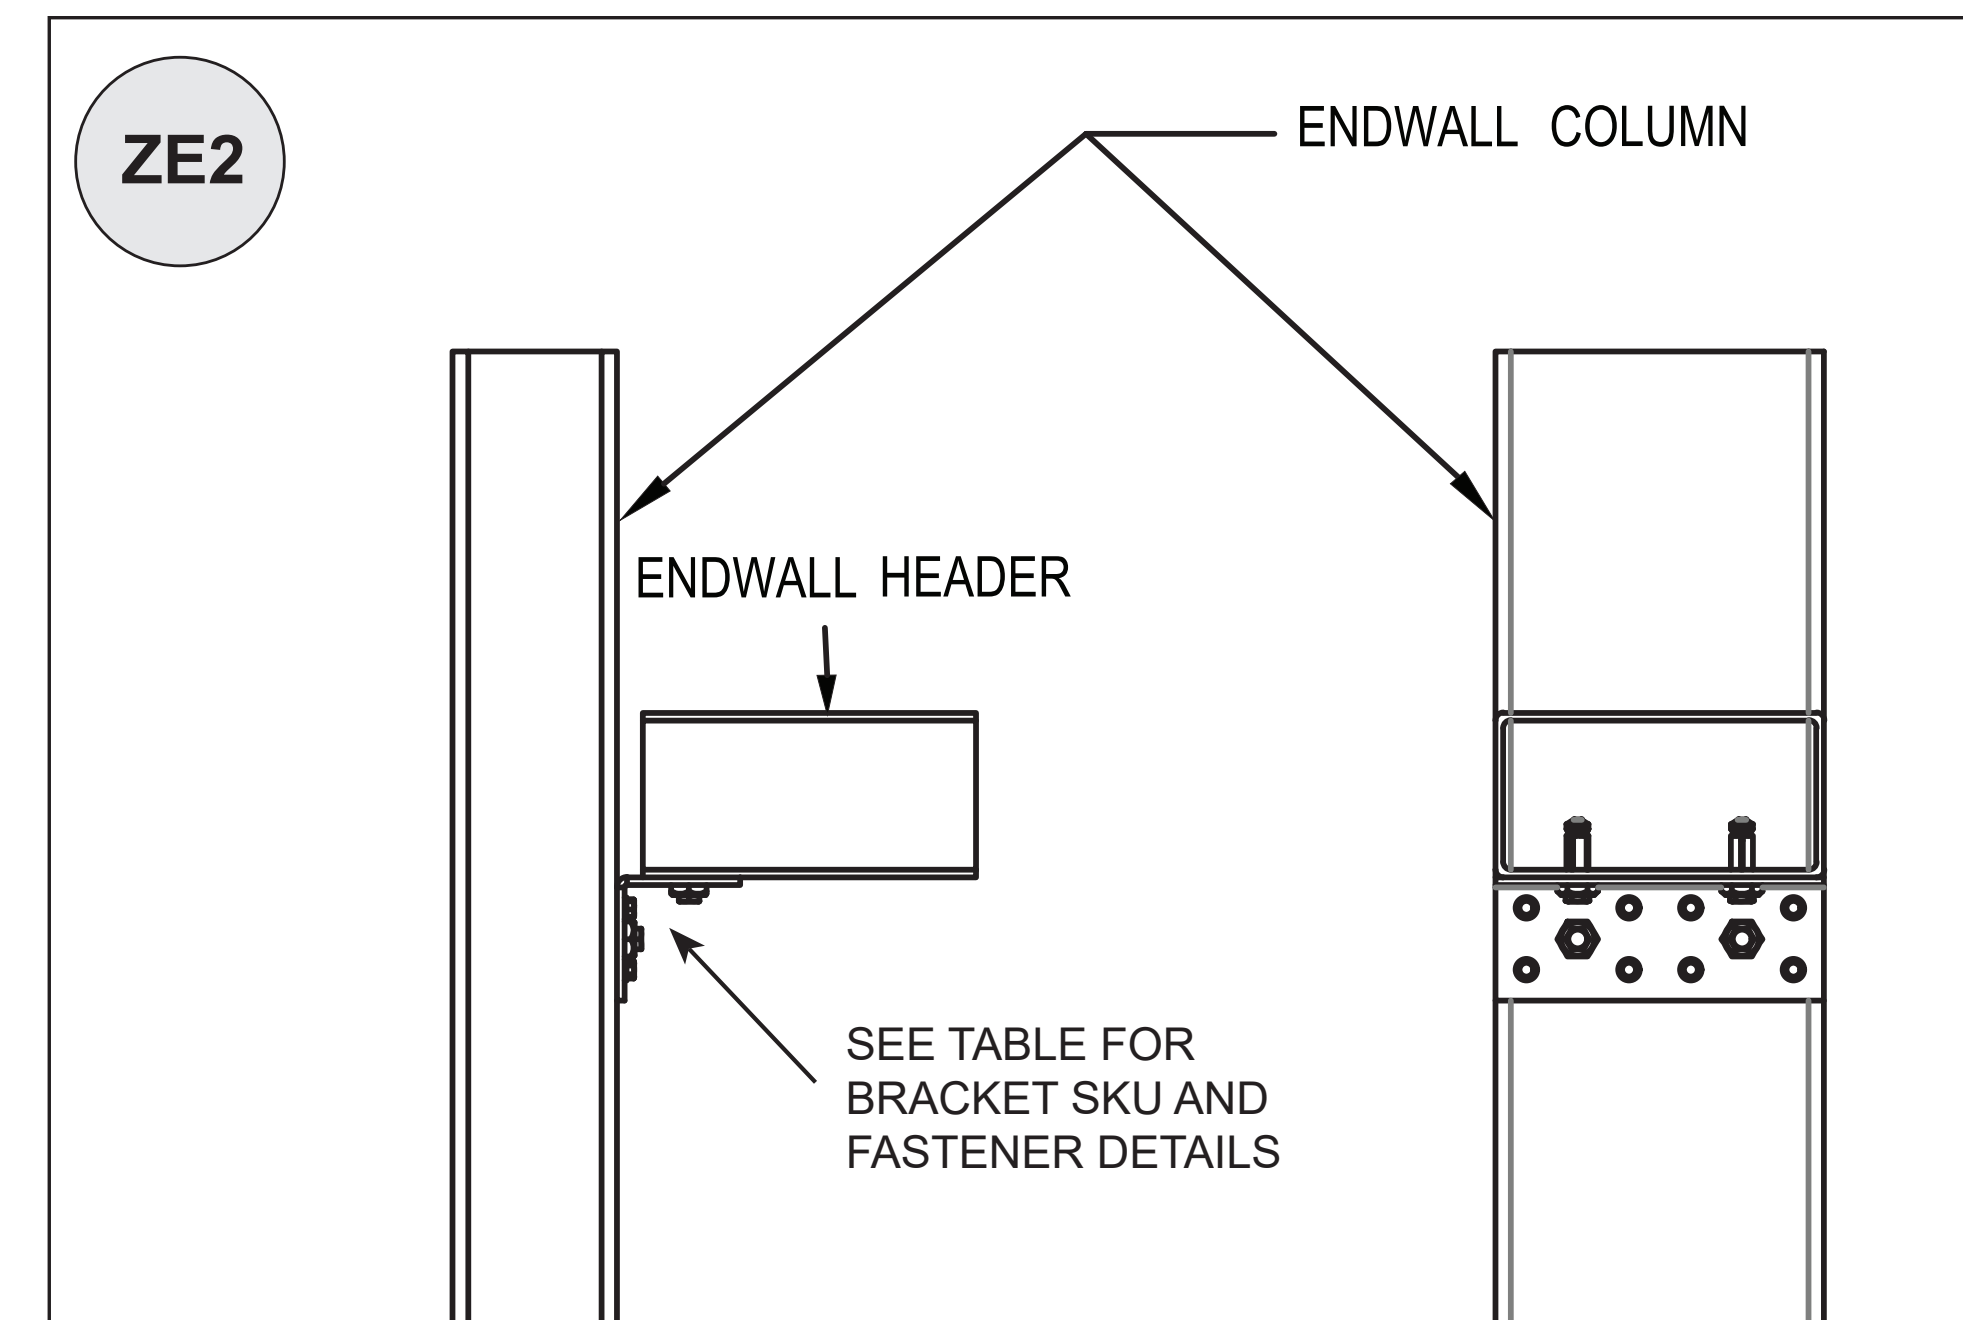 ZE2
ENDWALL COLUMN
ENDWALL HEADER
SEE TABLE FOR
BRACKET SKU AND
FASTENER DETAILS